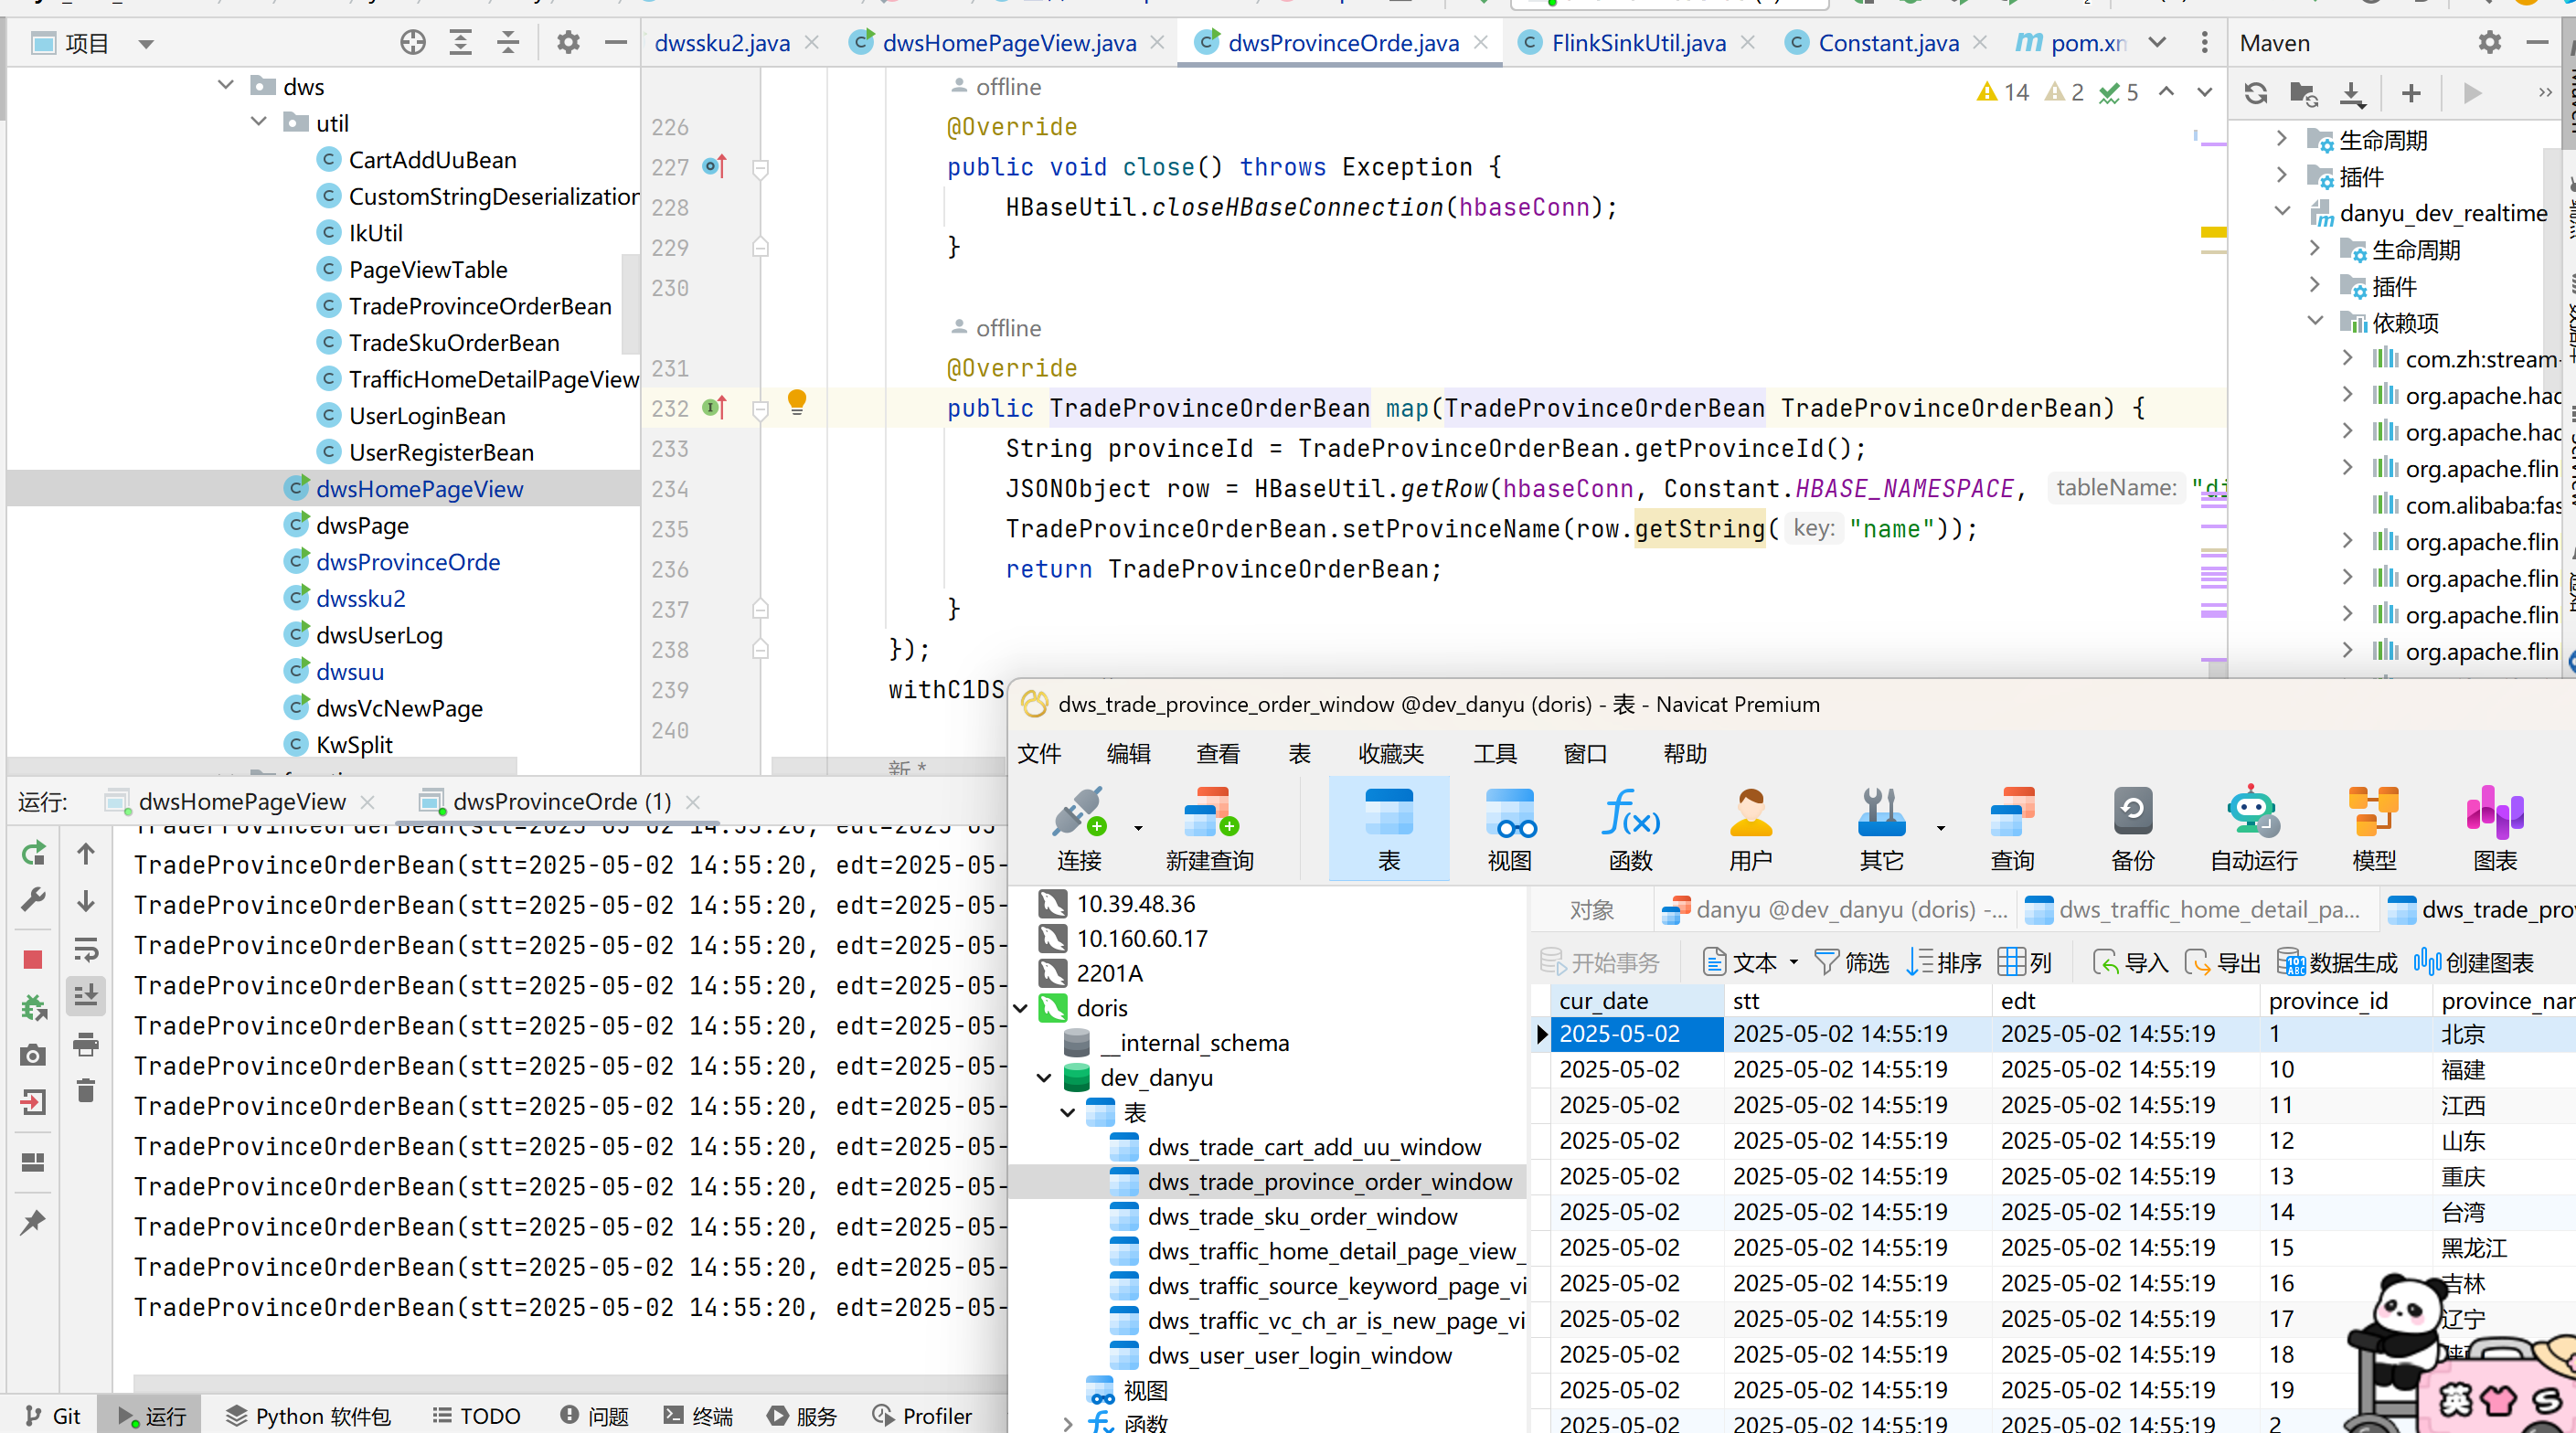 项目
dwssku2.java
dwsHomePageView.java
dwsProvinceOrde.java
FlinkSinkUtil.java
Constant.java
pom.xm
Maven
dws
util
CartAddUuBean
CustomStringDeserialization
IkUtil
PageViewTable
TradeProvinceOrderBean
TradeSkuOrderBean
TrafficHomeDetailPageView
UserLoginBean
UserRegisterBean
dwsHomePageView
dwsPage
dwsProvinceOrde
dwssku2
dwsUserLog
dwsuu
dwsVcNewPage
KwSplit
14 2 5
offline
226 @Override
227 public void close() throws Exception {
228 HBaseUtil.closeHBaseConnection(hbaseConn);
229 }
230
offline
231 @Override
232 public TradeProvinceOrderBean map(TradeProvinceOrderBean TradeProvinceOrderBean) {
233 String provinceId = TradeProvinceOrderBean.getProvinceId();
234 JSONObject row = HBaseUtil.getRow(hbaseConn, Constant.HBASE_NAMESPACE, tableName: "di
235 TradeProvinceOrderBean.setProvinceName(row.getString( key: "name"));
236 return TradeProvinceOrderBean;
237 }
238 });
239 withC1DS
240
新 *
生命周期
插件
danyu_dev_realtime
生命周期
插件
依赖项
com.zh:stream-
org.apache.hac
org.apache.hac
org.apache.flin
com.alibaba:fas
org.apache.flin
org.apache.flin
org.apache.flin
org.apache.flin
运行:
dwsHomePageView
dwsProvinceOrde (1)
TradeProvinceOrderBean(stt=2025-05-02 14:55:20, edt=2025-05-
TradeProvinceOrderBean(stt=2025-05-02 14:55:20, edt=2025-05-
TradeProvinceOrderBean(stt=2025-05-02 14:55:20, edt=2025-05-
TradeProvinceOrderBean(stt=2025-05-02 14:55:20, edt=2025-05-
TradeProvinceOrderBean(stt=2025-05-02 14:55:20, edt=2025-05-
TradeProvinceOrderBean(stt=2025-05-02 14:55:20, edt=2025-05-
TradeProvinceOrderBean(stt=2025-05-02 14:55:20, edt=2025-05-
TradeProvinceOrderBean(stt=2025-05-02 14:55:20, edt=2025-05-
TradeProvinceOrderBean(stt=2025-05-02 14:55:20, edt=2025-05-
TradeProvinceOrderBean(stt=2025-05-02 14:55:20, edt=2025-05-
TradeProvinceOrderBean(stt=2025-05-02 14:55:20, edt=2025-05-
TradeProvinceOrderBean(stt=2025-05-02 14:55:20, edt=2025-05-
TradeProvinceOrderBean(stt=2025-05-02 14:55:20, edt=2025-05-
Git
运行
Python 软件包
TODO
问题
终端
服务
Profiler
dws_trade_province_order_window @dev_danyu (doris) - 表 - Navicat Premium
文件 编辑 查看 表 收藏夹 工具 窗口 帮助
连接 新建查询 表 视图 函数 用户 其它 查询 备份 自动运行 模型 图表
10.39.48.36
10.160.60.17
2201A
doris
__internal_schema
dev_danyu
表
dws_trade_cart_add_uu_window
dws_trade_province_order_window
dws_trade_sku_order_window
dws_traffic_home_detail_page_view_
dws_traffic_source_keyword_page_vi
dws_traffic_vc_ch_ar_is_new_page_vi
dws_user_user_login_window
视图
函数
对象
danyu @dev_danyu (doris) -...
dws_traffic_home_detail_pa...
dws_trade_prov
开始事务 文本 筛选 排序 列 导入 导出 数据生成 创建图表
cur_date stt edt province_id province_nam
2025-05-02 2025-05-02 14:55:19 2025-05-02 14:55:19 1 北京
2025-05-02 2025-05-02 14:55:19 2025-05-02 14:55:19 10 福建
2025-05-02 2025-05-02 14:55:19 2025-05-02 14:55:19 11 江西
2025-05-02 2025-05-02 14:55:19 2025-05-02 14:55:19 12 山东
2025-05-02 2025-05-02 14:55:19 2025-05-02 14:55:19 13 重庆
2025-05-02 2025-05-02 14:55:19 2025-05-02 14:55:19 14 台湾
2025-05-02 2025-05-02 14:55:19 2025-05-02 14:55:19 15 黑龙江
2025-05-02 2025-05-02 14:55:19 2025-05-02 14:55:19 16 吉林
2025-05-02 2025-05-02 14:55:19 2025-05-02 14:55:19 17 辽宁
2025-05-02 2025-05-02 14:55:19 2025-05-02 14:55:19 18
2025-05-02 2025-05-02 14:55:19 2025-05-02 14:55:19 19
2025-05-02 2025-05-02 14:55:19 2025-05-02 14:55:19 2
英 S